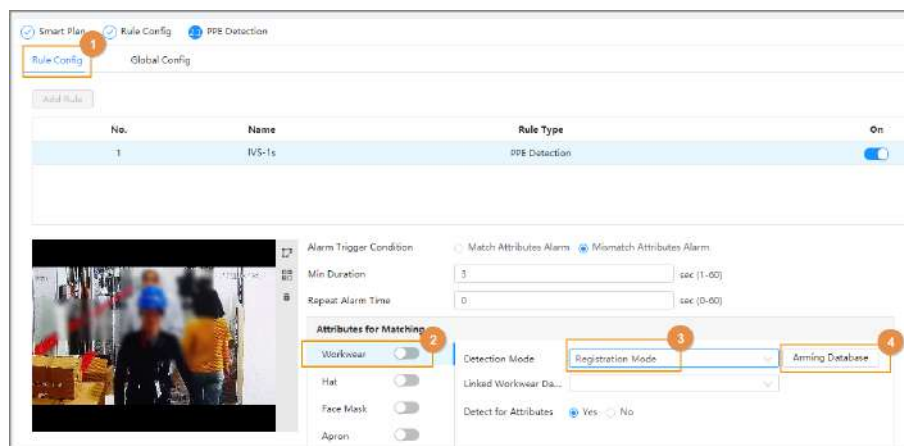 Smart Plan Rule Config PPE Detection
1
Rule Config Global Config
Add Rule
No. Name Rule Type On
1 IVS-1s PPE Detection
Alarm Trigger Condition Match Attributes Alarm Mismatch Attributes Alarm
Min Duration 3 sec (1-60)
Repeat Alarm Time 0 sec (0-60)
Attributes for Matching
2 3 4
Workwear Detection Mode Registration Mode Arming Database
Hat Linked Workwear Da...
Face Mask Detect for Attributes Yes No
Apron